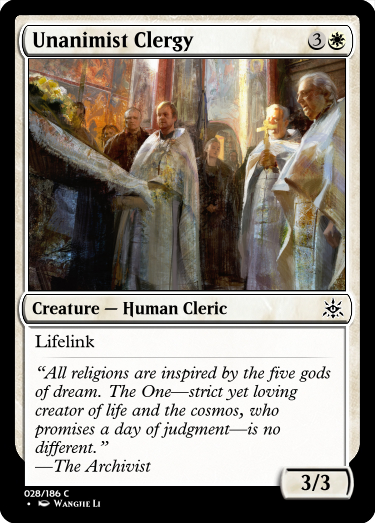 Unanimist Clergy 3
Creature — Human Cleric
Lifelink
“All religions are inspired by the five gods
of dream. The One—strict yet loving
creator of life and the cosmos, who
promises a day of judgment—is no
different.”
—The Archivist
3/3
028/186 C
• Wangjie Li